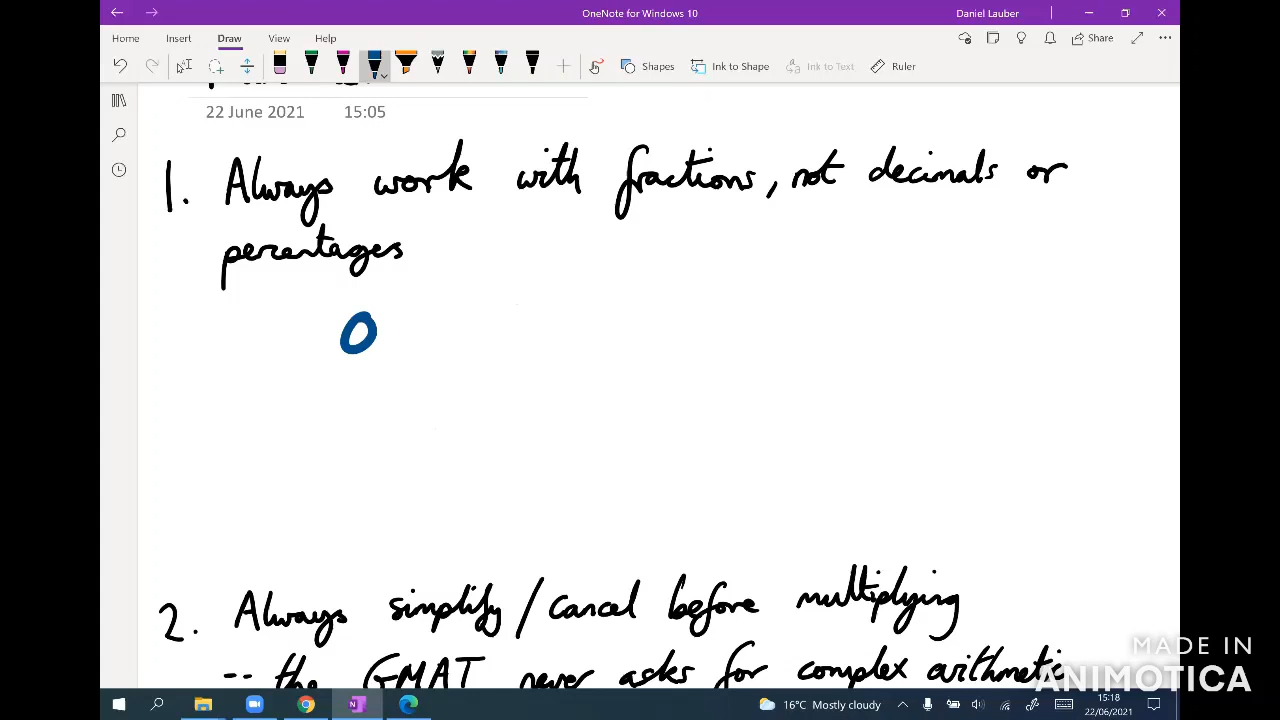 OneNote for Windows 10
Daniel Lauber
Home Insert Draw View Help
Share
Shapes Ink to Shape Ink to Text Ruler
22 June 2021 15:05
1. Always work with fractions, not decimals or
percentages
0
2. Always simplify/cancel before multiplying
-- the GMAT never asks for complex arithmetic
MADE IN
ANIMOTICA
16°C Mostly cloudy
15:18
22/06/2021